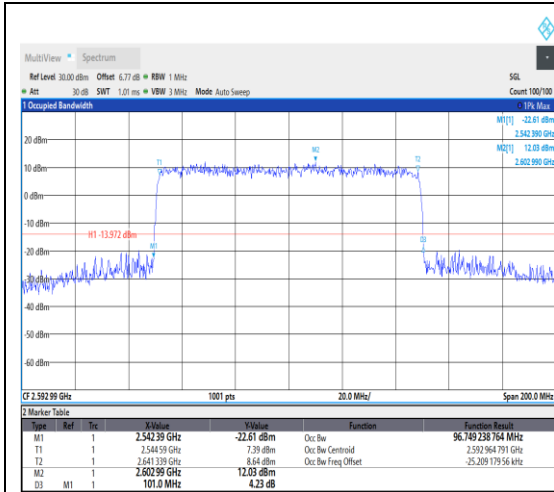 MultiView Spectrum
Ref Level 30.00 dBm Offset 6.77 dB RBW 1 MHz SGL
Att 30 dB SWT 1.01 ms VBW 3 MHz Mode Auto Sweep Count 100/100
1 Occupied Bandwidth 1Pk Max
M1[1] -22.61 dBm
2.542 390 GHz
M2[1] 12.03 dBm
2.602 990 GHz
20 dBm
10 dBm
0 dBm
-10 dBm
-20 dBm
-30 dBm
-40 dBm
-50 dBm
-60 dBm
T1
M2
T2
H1 -13.972 dBm
M1
D3
CF 2.592 99 GHz 1001 pts 20.0 MHz/ Span 200.0 MHz
2 Marker Table
Type Ref Trc X-Value Y-Value Function Function Result
M1 1 2.542 39 GHz -22.61 dBm Occ Bw 96.749 238 764 MHz
T1 1 2.544 59 GHz 7.39 dBm Occ Bw Centroid 2.592 964 791 GHz
T2 1 2.641 339 GHz 8.64 dBm Occ Bw Freq Offset -25.209 179 56 kHz
M2 1 2.602 99 GHz 12.03 dBm
D3 M1 1 101.0 MHz 4.23 dB